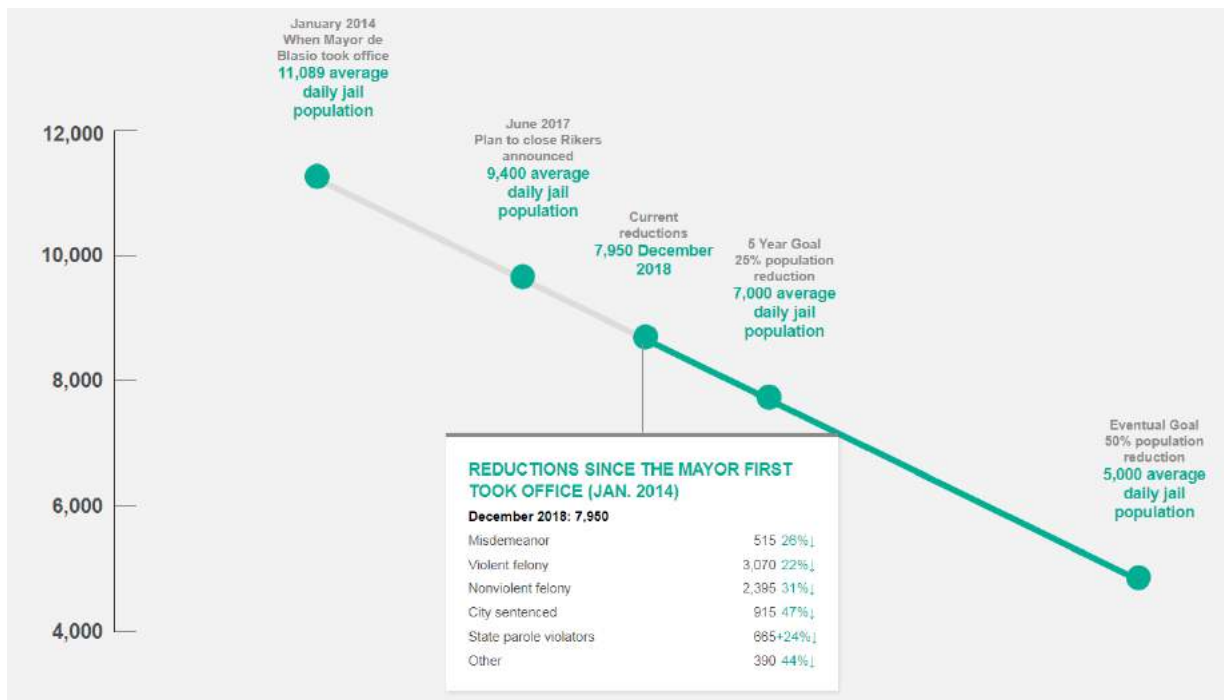 January 2014
When Mayor de
Blasio took office
11,089 average
daily jail
population
June 2017
Plan to close Rikers
announced
9,400 average
daily jail
population
Current
reductions
7,950 December
2018
5 Year Goal
25% population
reduction
7,000 average
daily jail
population
Eventual Goal
50% population
reduction
5,000 average
daily jail
population
12,000
10,000
8,000
6,000
4,000
REDUCTIONS SINCE THE MAYOR FIRST
TOOK OFFICE (JAN. 2014)
December 2018: 7,950
Misdemeanor 515 26%↓
Violent felony 3,070 22%↓
Nonviolent felony 2,395 31%↓
City sentenced 915 47%↓
State parole violators 665+24%↓
Other 390 44%↓